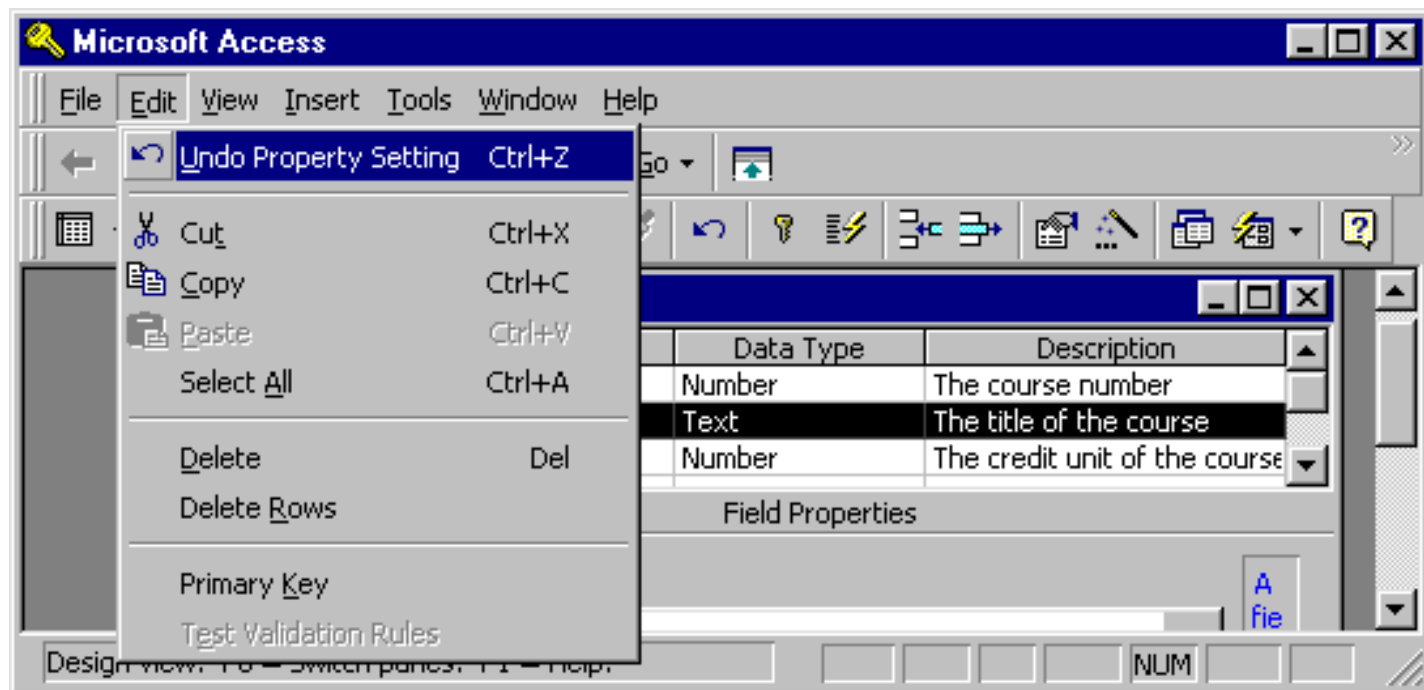 Microsoft Access
File Edit View Insert Tools Window Help
Undo Property Setting Ctrl+Z
Go
Cut Ctrl+X
Copy Ctrl+C
Paste Ctrl+V
Select All Ctrl+A
Data Type Description
Number The course number
Text The title of the course
Number The credit unit of the course
Delete Del
Delete Rows
Field Properties
Primary Key
A
fie
Test Validation Rules
NUM